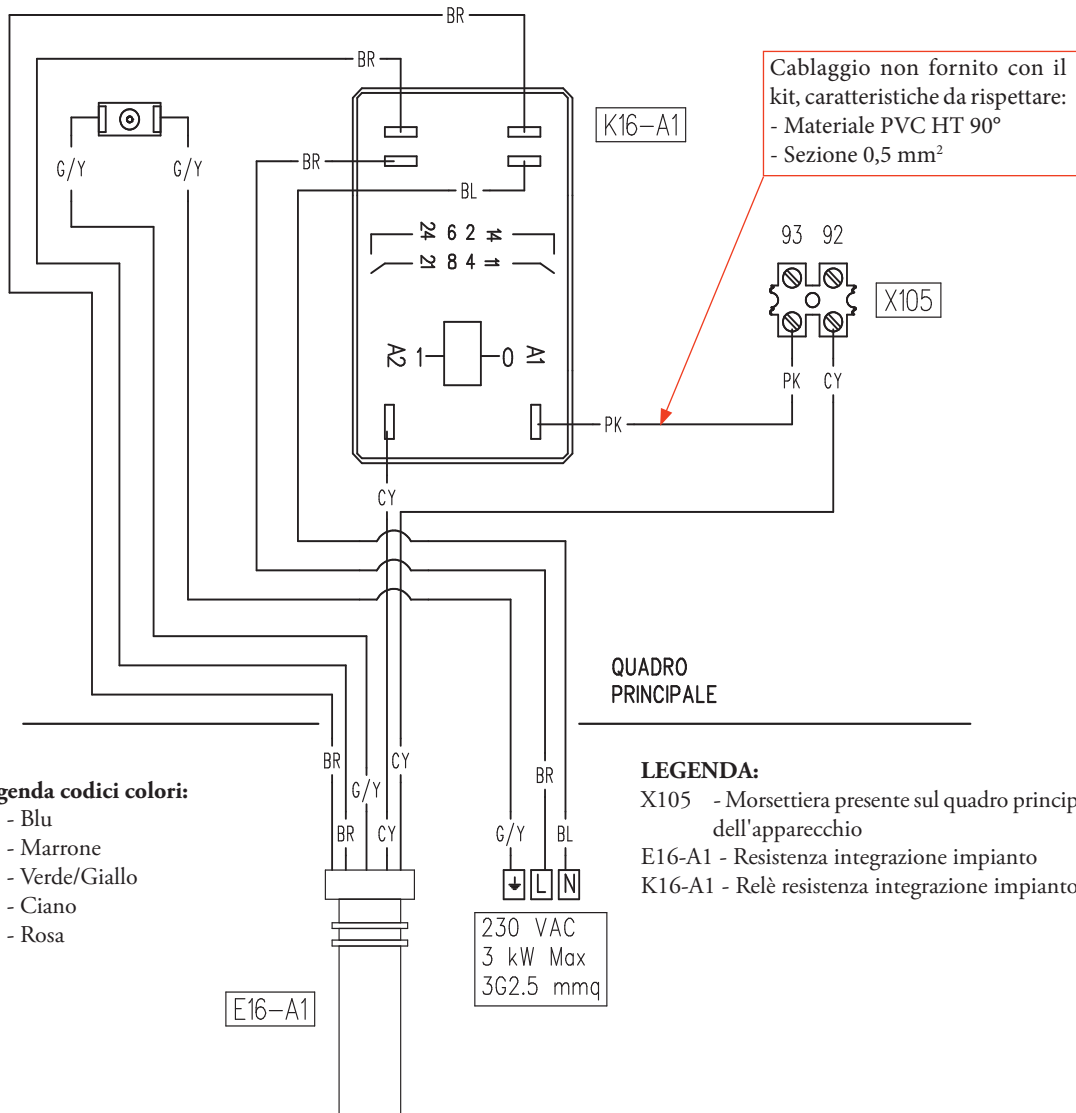 BR
BR
Cablaggio non fornito con il
kit, caratteristiche da rispettare:
- Materiale PVC HT 90°
- Sezione 0,5 mm²
K16-A1
G/Y G/Y
BR
BL
24 6 2 14
21 8 4 11
93 92
X105
A2 1 0 A1
PK CY
PK
CY
QUADRO
PRINCIPALE
BR CY
G/Y BR
BR CY G/Y BL
genda codici colori:
- Blu
- Marrone
- Verde/Giallo
- Ciano
- Rosa
LEGENDA:
X105 - Morsettiera presente sul quadro princip
dell'apparecchio
E16-A1 - Resistenza integrazione impianto
K16-A1 - Relè resistenza integrazione impianto
L N
230 VAC
3 kW Max
3G2.5 mmq
E16-A1